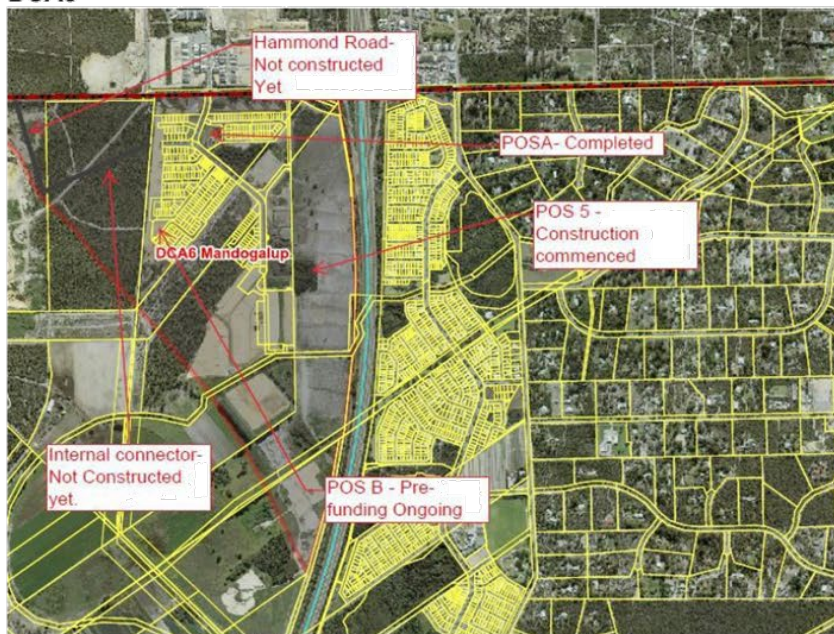 Hammond Road-
Not constructed
Yet
POSA- Completed
POS 5 -
Construction
commenced
DCA6 Mandogalup
Internal connector-
Not Constructed
yet.
POS B - Pre-
funding Ongoing